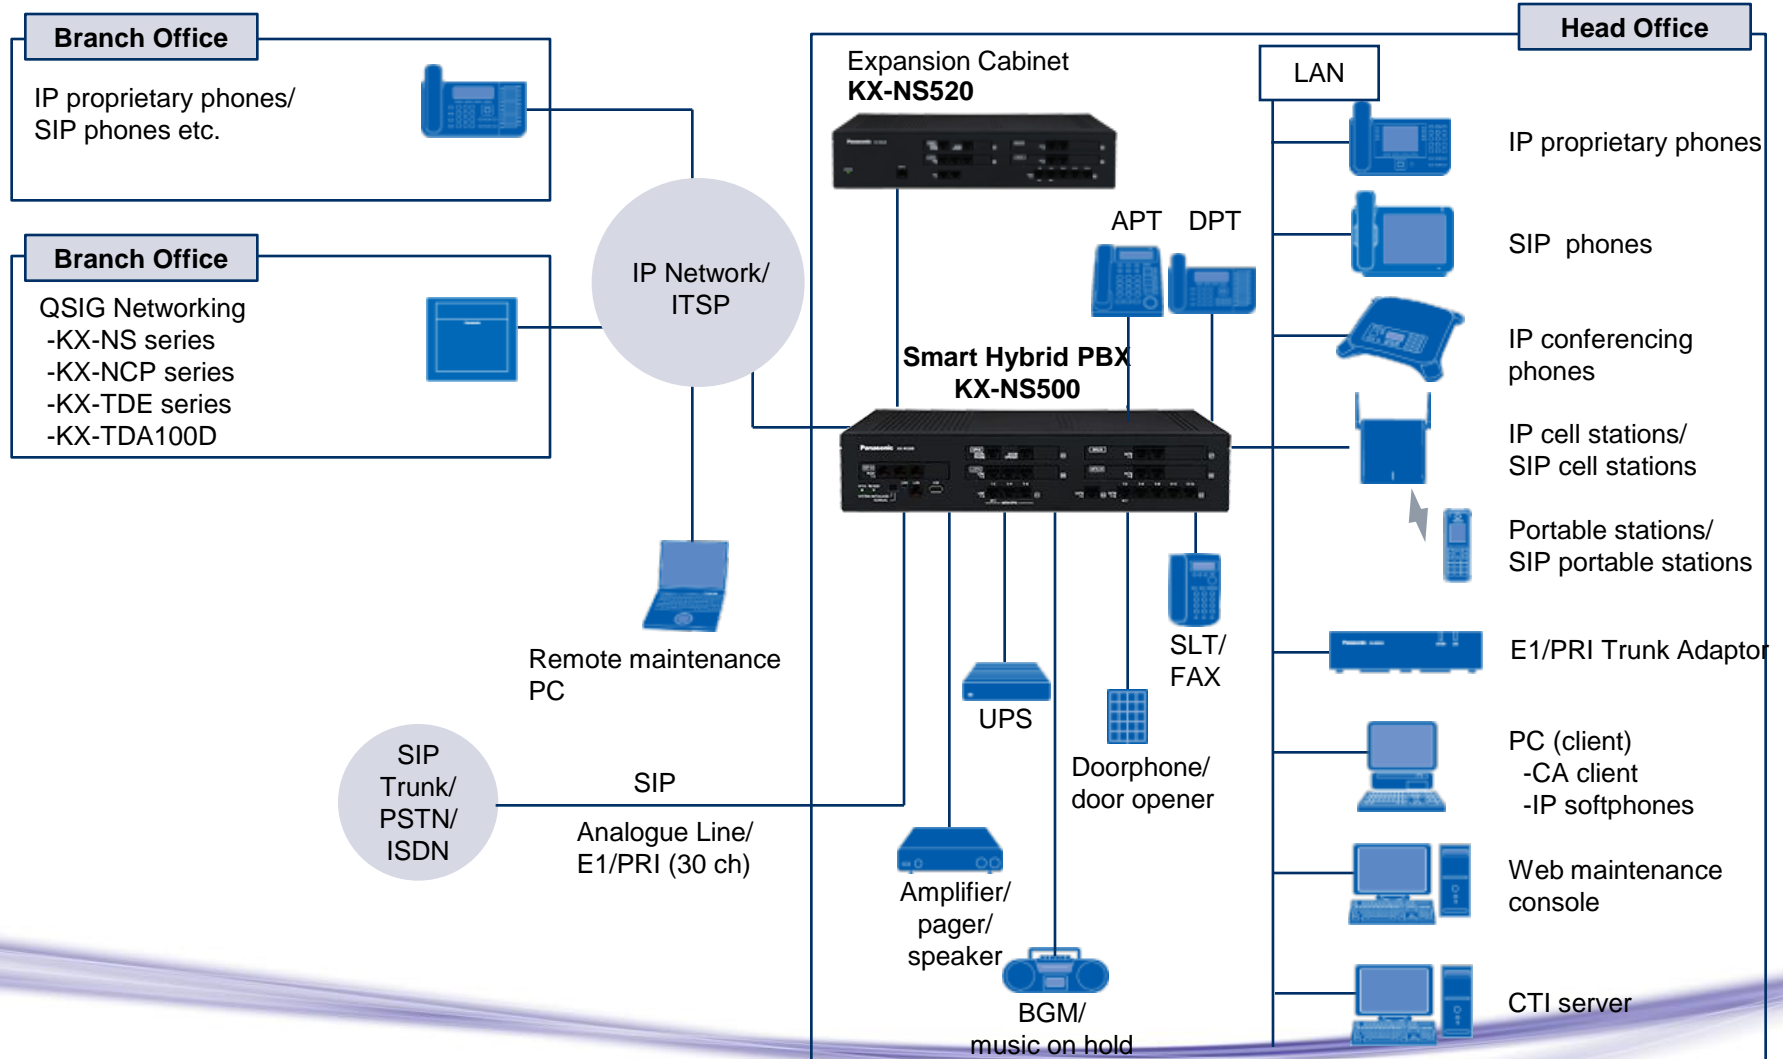 Branch Office
IP proprietary phones/
SIP phones etc.
Branch Office
QSIG Networking
-KX-NS series
-KX-NCP series
-KX-TDE series
-KX-TDA100D
IP Network/
ITSP
Remote maintenance
PC
SIP
Trunk/
PSTN/
ISDN
SIP
Analogue Line/
E1/PRI (30 ch)
Head Office
Expansion Cabinet
KX-NS520
Panasonic
APT
DPT
Smart Hybrid PBX
KX-NS500
Panasonic
UPS
SLT/
FAX
Doorphone/
door opener
Amplifier/
pager/
speaker
BGM/
music on hold
LAN
IP proprietary phones
SIP phones
IP conferencing
phones
IP cell stations/
SIP cell stations
Portable stations/
SIP portable stations
E1/PRI Trunk Adaptor
PC (client)
-CA client
-IP softphones
Web maintenance
console
CTI server